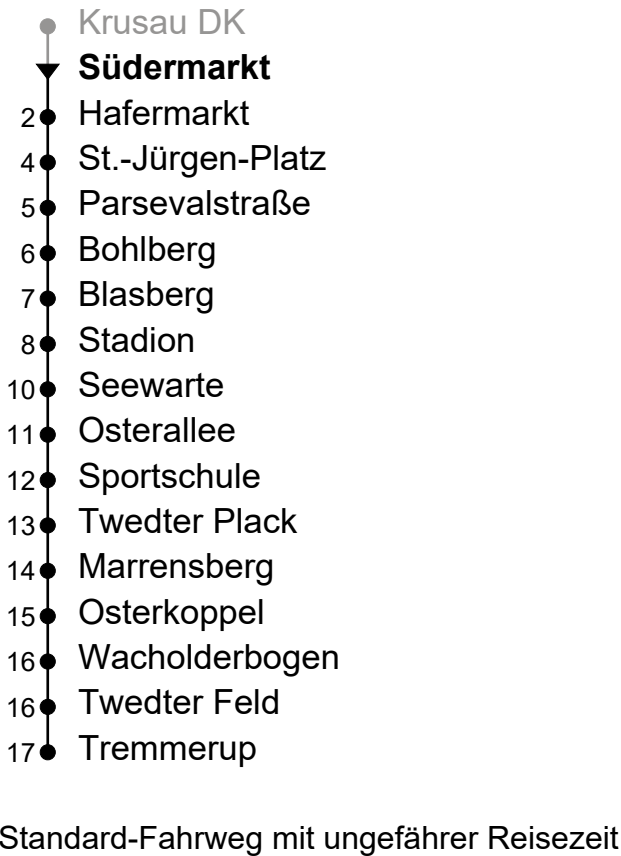 Krusau DK
Südermarkt
2 Hafermarkt
4 St.-Jürgen-Platz
5 Parsevalstraße
6 Bohlberg
7 Blasberg
8 Stadion
10 Seewarte
11 Osterallee
12 Sportschule
13 Twedter Plack
14 Marrensberg
15 Osterkoppel
16 Wacholderbogen
16 Twedter Feld
17 Tremmerup
Standard-Fahrweg mit ungefährer Reisezeit